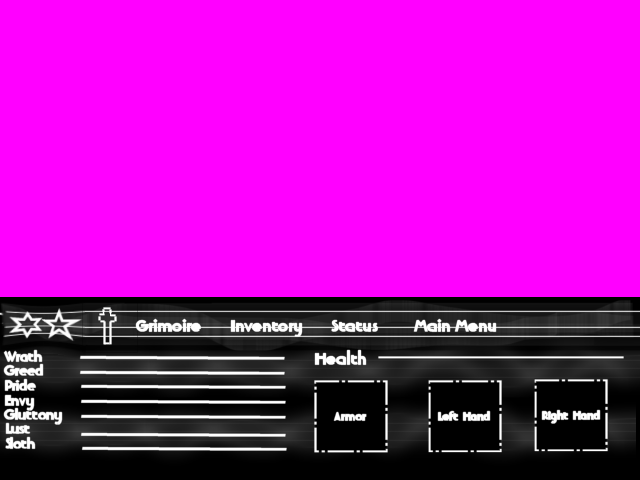 Grimoire Inventory Status Main Menu
Wrath
Greed
Pride
Envy
Gluttony
Lust
Sloth
Health
Armor Left Hand Right Hand